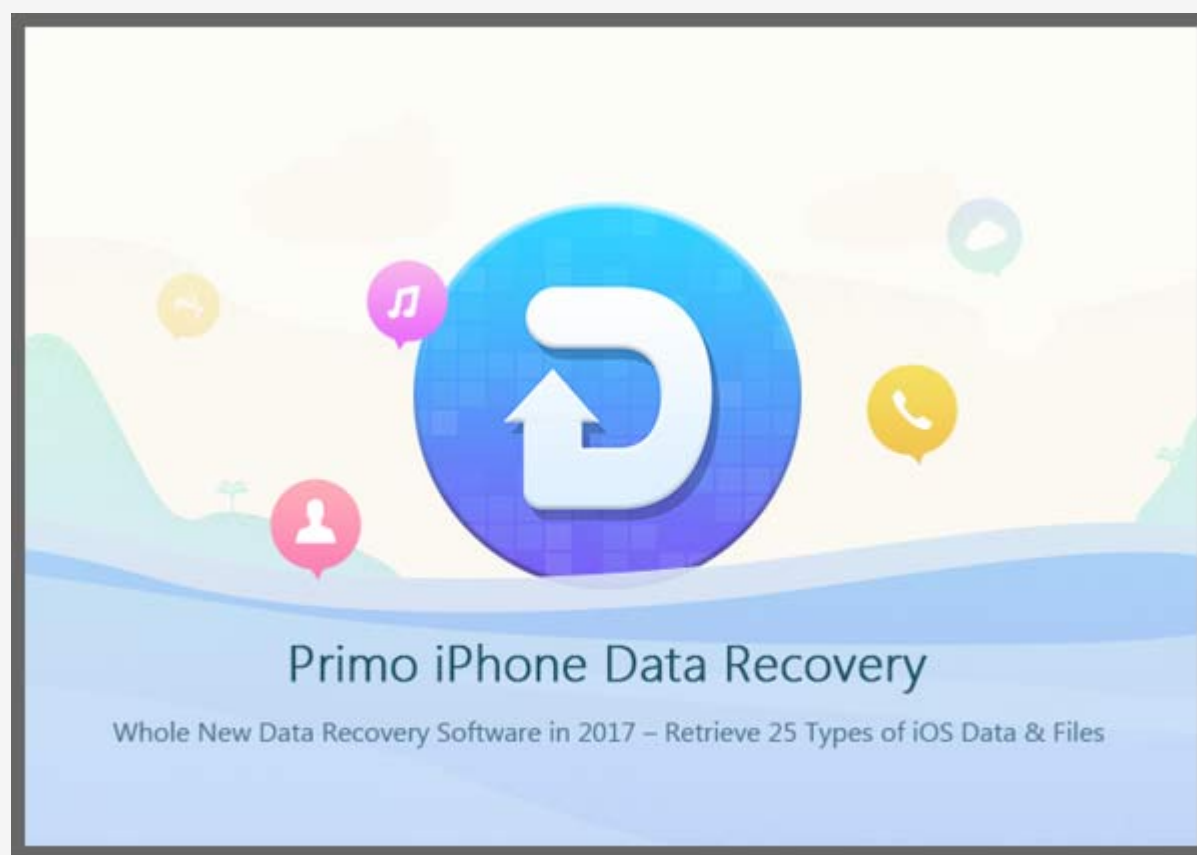 Primo iPhone Data Recovery
Whole New Data Recovery Software in 2017 – Retrieve 25 Types of iOS Data & Files